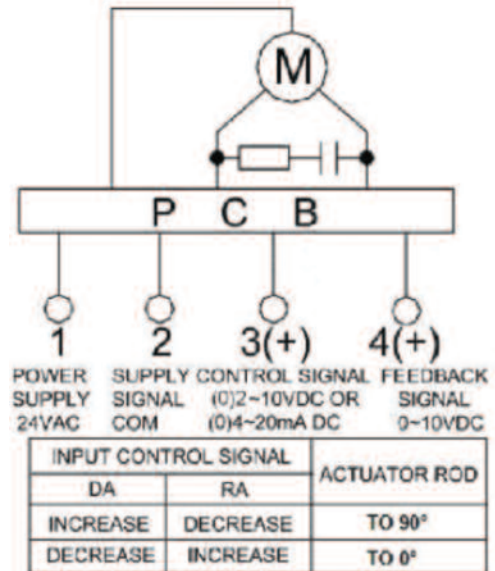 M
P C B
1 2 3(+) 4(+)
POWER SUPPLY CONTROL SIGNAL FEEDBACK
SUPPLY SIGNAL (0)2~10VDC OR SIGNAL
24VAC COM (0)4~20mA DC 0~10VDC
INPUT CONTROL SIGNAL ACTUATOR ROD
DA RA
INCREASE DECREASE TO 90°
DECREASE INCREASE TO 0°